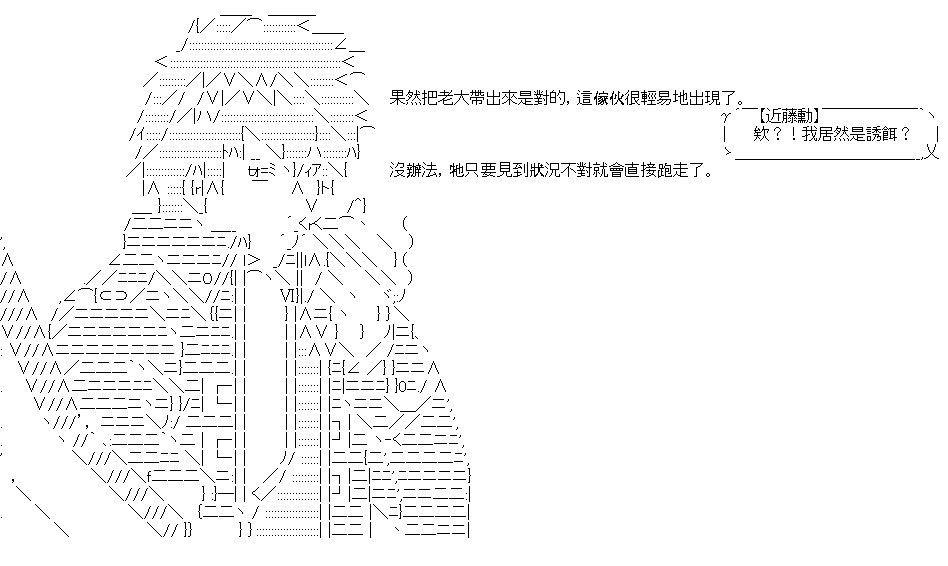 果然把老大帶出來是對的，這傢伙很輕易地出現了。
【近藤勳】
欸？！我居然是誘餌？
沒辦法，牠只要見到狀況不對就會直接跑走了。